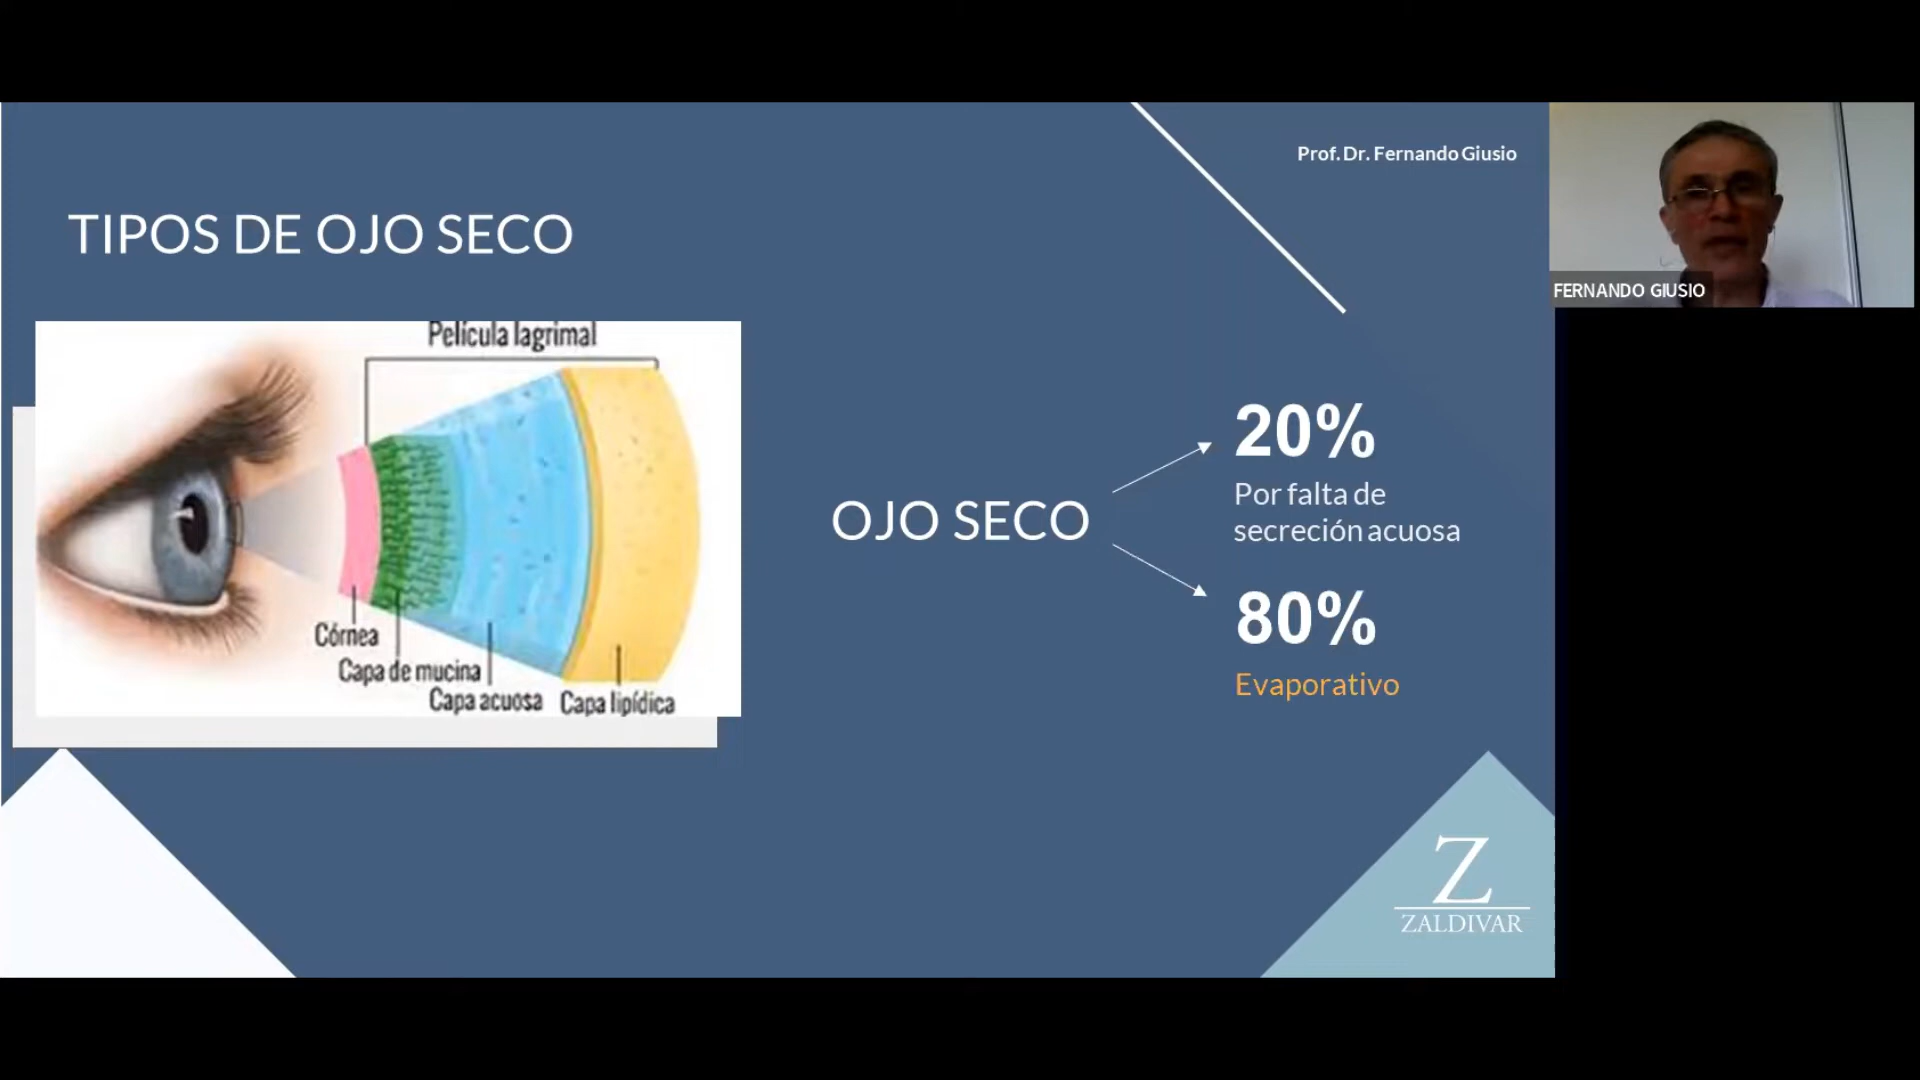 Prof. Dr. Fernando Giusio
TIPOS DE OJO SECO
FERNANDO GIUSIO
Película lagrimal
Córnea
Capa de mucina
Capa acuosa
Capa lipídica
OJO SECO
20%
Por falta de
secreción acuosa
80%
Evaporativo
Z
ZALDIVAR